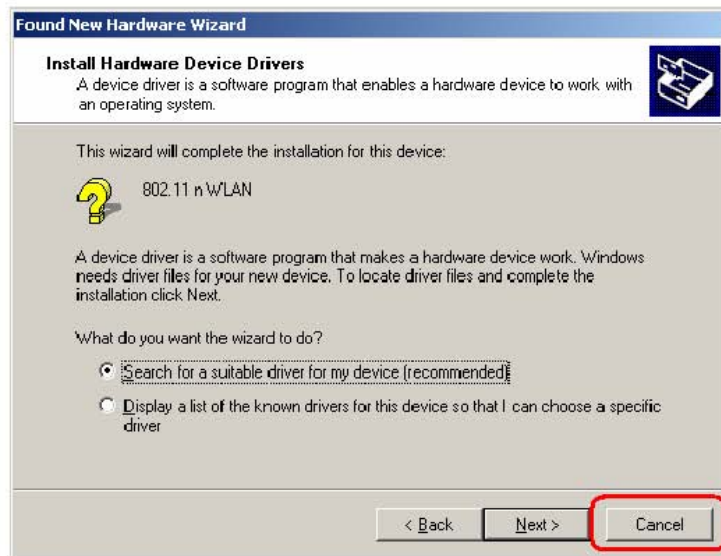 Found New Hardware Wizard
Install Hardware Device Drivers
A device driver is a software program that enables a hardware device to work with
an operating system.
This wizard will complete the installation for this device:
802.11 n WLAN
A device driver is a software program that makes a hardware device work. Windows
needs driver files for your new device. To locate driver files and complete the
installation click Next.
What do you want the wizard to do?
Search for a suitable driver for my device (recommended)
Display a list of the known drivers for this device so that I can choose a specific
driver
< Back Next > Cancel